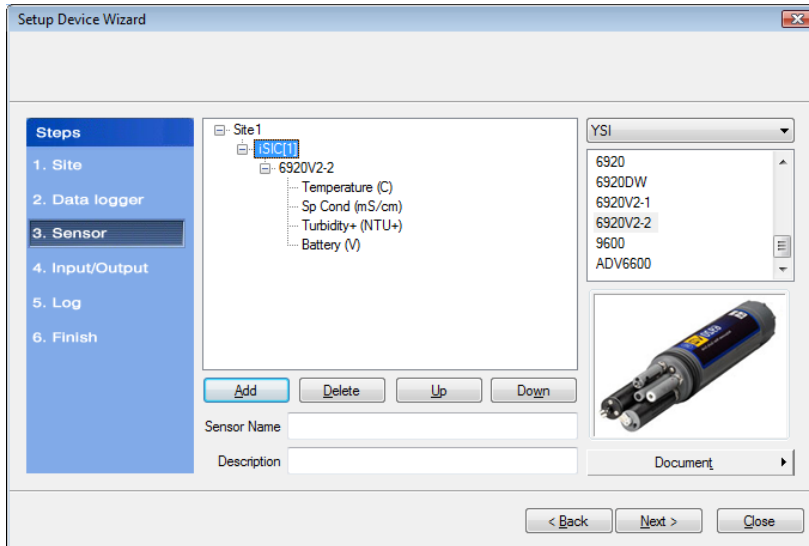 Setup Device Wizard
Steps
1. Site
2. Data logger
3. Sensor
4. Input/Output
5. Log
6. Finish
Site1
iSIC[1]
6920V2-2
Temperature (C)
Sp Cond (mS/cm)
Turbidity+ (NTU+)
Battery (V)
Add
Delete
Up
Down
Sensor Name
Description
YSI
6920
6920DW
6920V2-1
6920V2-2
9600
ADV6600
Document
< Back
Next >
Close